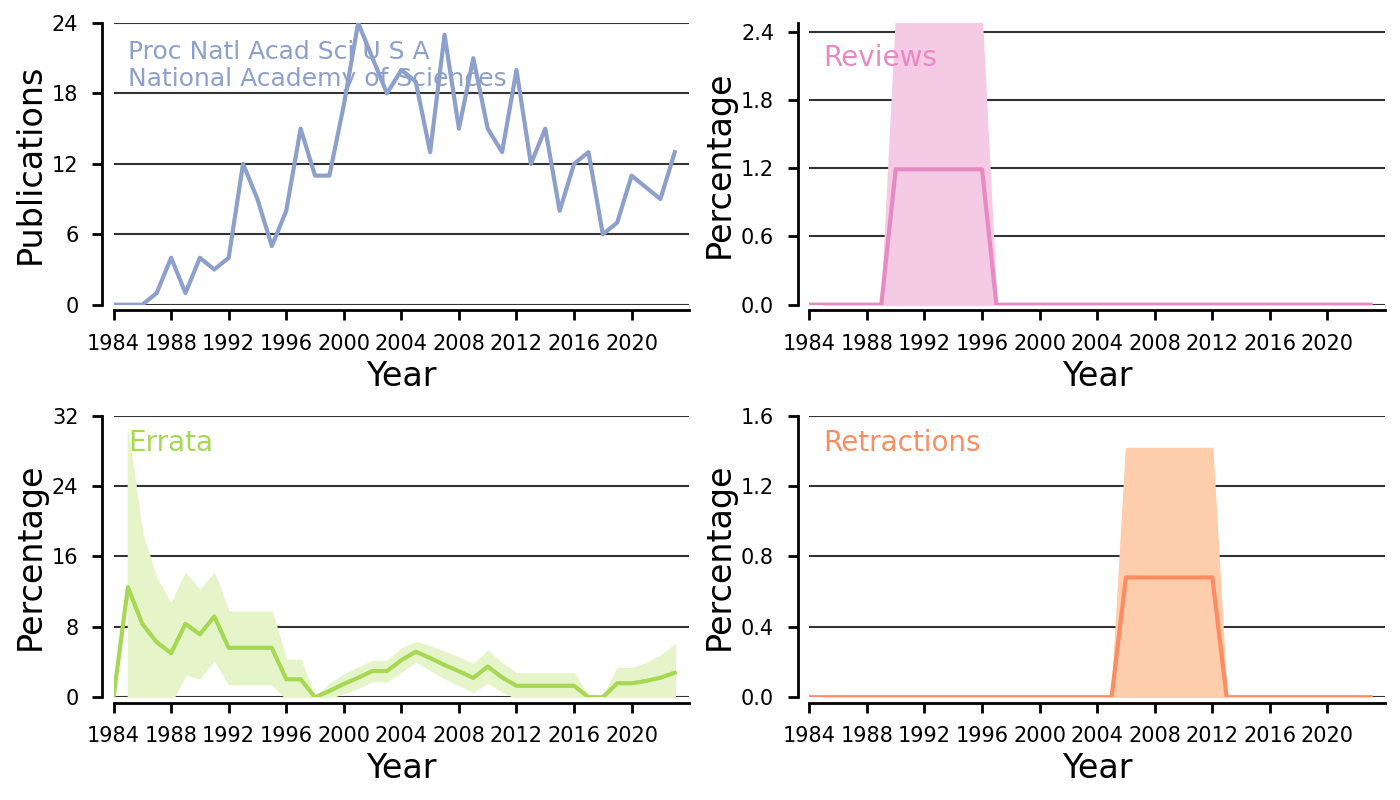 Publications
24
18
12
6
0
Proc Natl Acad Sci U S A
National Academy of Sciences
1984 1988 1992 1996 2000 2004 2008 2012 2016 2020
Year
Percentage
2.4
1.8
1.2
0.6
0.0
Reviews
1984 1988 1992 1996 2000 2004 2008 2012 2016 2020
Year
Percentage
32
24
16
8
0
Errata
1984 1988 1992 1996 2000 2004 2008 2012 2016 2020
Year
Percentage
1.6
1.2
0.8
0.4
0.0
Retractions
1984 1988 1992 1996 2000 2004 2008 2012 2016 2020
Year